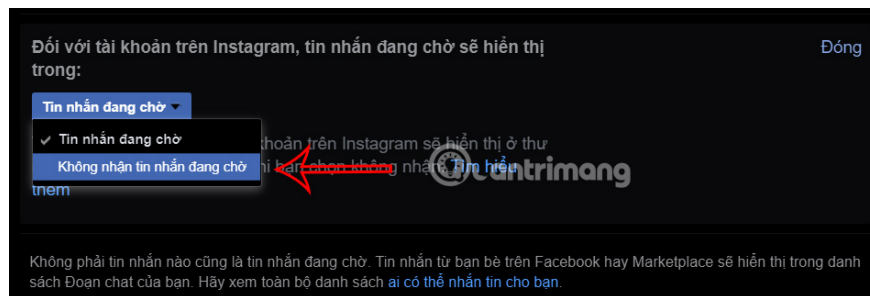 Đối với tài khoản trên Instagram, tin nhắn đang chờ sẽ hiển thị
Đóng
trong:
Tin nhắn đang chờ
Tin nhắn đang chờ
khoản trên Instagram sẽ hiển thị ở thư
Không nhận tin nhắn đang chờ
hi bạn chọn không nhận. Tìm hiểu
thêm
uantrimang
Không phải tin nhắn nào cũng là tin nhắn đang chờ. Tin nhắn từ bạn bè trên Facebook hay Marketplace sẽ hiển thị trong danh
sách Đoạn chat của bạn. Hãy xem toàn bộ danh sách ai có thể nhắn tin cho bạn.